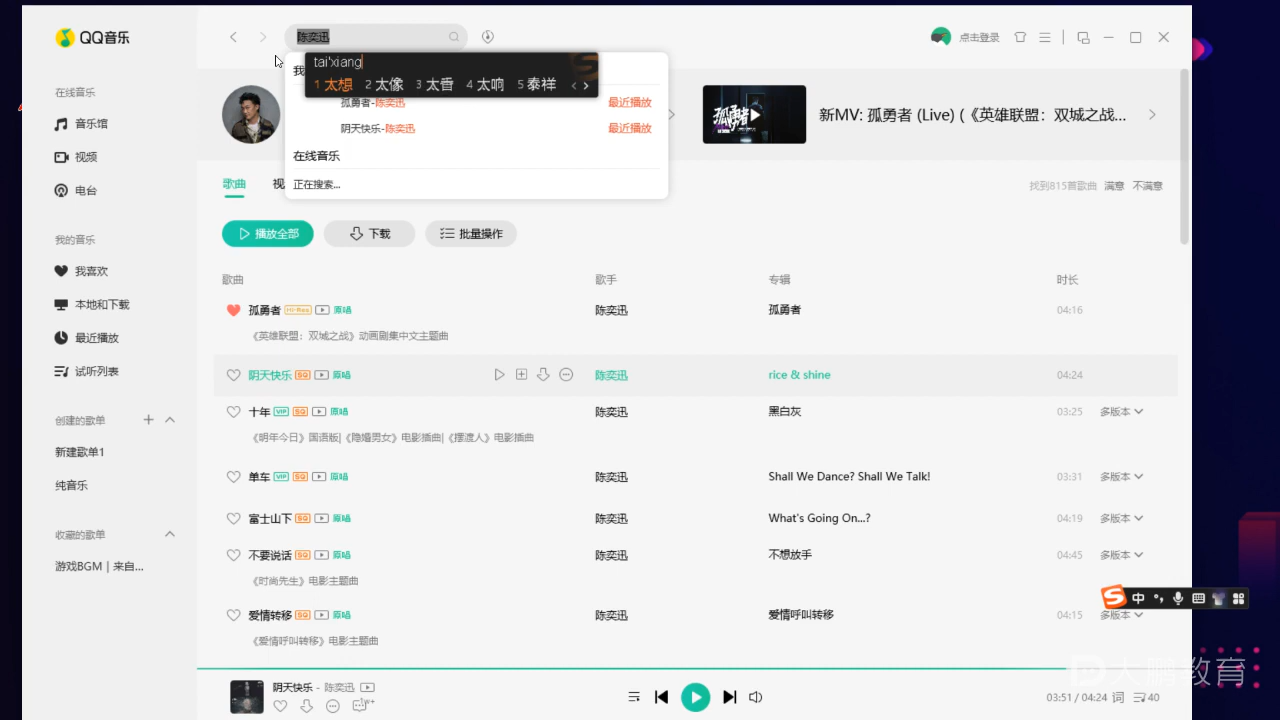 QQ音乐
陈奕迅
点击登录
tai'xiang
1 太想 2 太像 3 太香 4 太响 5 泰祥
我
孤勇者-陈奕迅 最近播放
阴天快乐-陈奕迅 最近播放
在线音乐
正在搜索...
新MV: 孤勇者 (Live) (《英雄联盟：双城之战...
孤勇者
在线音乐
音乐馆
视频
电台
我的音乐
我喜欢
本地和下载
最近播放
试听列表
创建的歌单
新建歌单1
纯音乐
收藏的歌单
游戏BGM | 来自...
歌曲 视
找到815首歌曲 满意 不满意
播放全部 下载 批量操作
歌曲 歌手 专辑 时长
孤勇者 Hi-Res 原唱 陈奕迅 孤勇者 04:16
《英雄联盟：双城之战》动画剧集中文主题曲
阴天快乐 SQ 原唱 陈奕迅 rice & shine 04:24
十年 VIP SQ 原唱 陈奕迅 黑白灰 03:25 多版本
《明年今日》国语版|《隐婚男女》电影插曲|《摆渡人》电影插曲
单车 VIP SQ 原唱 陈奕迅 Shall We Dance? Shall We Talk! 03:31 多版本
富士山下 SQ 原唱 陈奕迅 What's Going On...? 04:19 多版本
不要说话 SQ 原唱 陈奕迅 不想放手 04:45 多版本
《时尚先生》电影主题曲
爱情转移 SQ 原唱 陈奕迅 爱情呼叫转移 04:15 多版本
《爱情呼叫转移》电影主题曲
中
大鹏教育
阴天快乐 - 陈奕迅
1w+
03:51 / 04:24 词 40